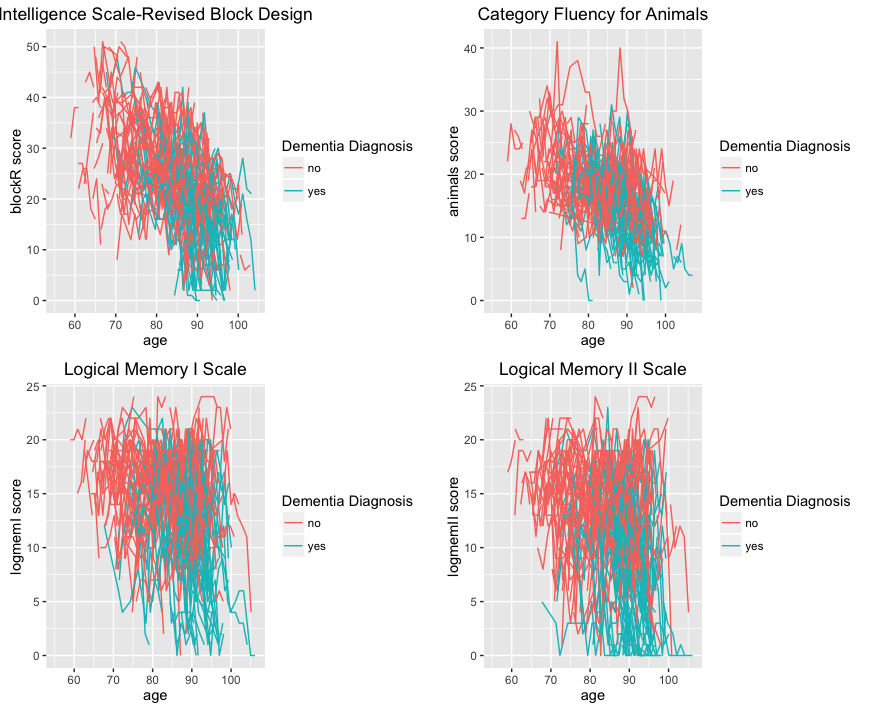 Intelligence Scale-Revised Block Design
50
40
30
20
10
0
blockR score
60 70 80 90 100
age
Dementia Diagnosis
no
yes
Category Fluency for Animals
40
30
20
10
0
animals score
60 70 80 90 100
age
Dementia Diagnosis
no
yes
Logical Memory I Scale
25
20
15
10
5
0
logmemI score
60 70 80 90 100
age
Dementia Diagnosis
no
yes
Logical Memory II Scale
25
20
15
10
5
0
logmemII score
60 70 80 90 100
age
Dementia Diagnosis
no
yes